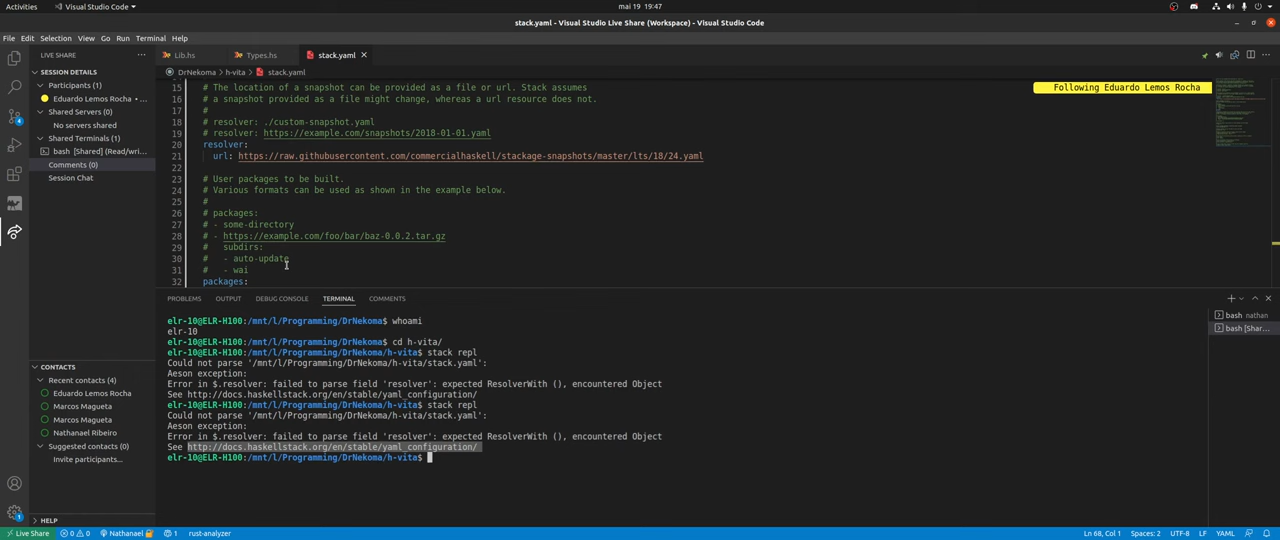 Activities
Visual Studio Code
mai 19 19:47
stack.yaml - Visual Studio Live Share (Workspace) - Visual Studio Code
File Edit Selection View Go Run Terminal Help
LIVE SHARE
SESSION DETAILS
Participants (1)
Eduardo Lemos Rocha • ...
Shared Servers (0)
No servers shared
Shared Terminals (1)
bash [Shared] (Read/wri...
Comments (0)
Session Chat
CONTACTS
Recent contacts (4)
Eduardo Lemos Rocha
Marcos Magueta
Marcos Magueta
Nathanael Ribeiro
Suggested contacts (0)
Invite participants...
HELP
Lib.hs
Types.hs
stack.yaml
DrNekoma > h-vita > stack.yaml
Following Eduardo Lemos Rocha
15 # The location of a snapshot can be provided as a file or url. Stack assumes
16 # a snapshot provided as a file might change, whereas a url resource does not.
17 #
18 # resolver: ./custom-snapshot.yaml
19 # resolver: https://example.com/snapshots/2018-01-01.yaml
20 resolver:
21 url: https://raw.githubusercontent.com/commercialhaskell/stackage-snapshots/master/lts/18/24.yaml
22
23 # User packages to be built.
24 # Various formats can be used as shown in the example below.
25 #
26 # packages:
27 # - some-directory
28 # - https://example.com/foo/bar/baz-0.0.2.tar.gz
29 # subdirs:
30 # - auto-update
31 # - wai
32 packages:
PROBLEMS OUTPUT DEBUG CONSOLE TERMINAL COMMENTS
elr-10@ELR-H100:/mnt/l/Programming/DrNekoma$ whoami
elr-10
elr-10@ELR-H100:/mnt/l/Programming/DrNekoma$ cd h-vita/
elr-10@ELR-H100:/mnt/l/Programming/DrNekoma/h-vita$ stack repl
Could not parse '/mnt/l/Programming/DrNekoma/h-vita/stack.yaml':
Aeson exception:
Error in $.resolver: failed to parse field 'resolver': expected ResolverWith (), encountered Object
See http://docs.haskellstack.org/en/stable/yaml_configuration/
elr-10@ELR-H100:/mnt/l/Programming/DrNekoma/h-vita$ stack repl
Could not parse '/mnt/l/Programming/DrNekoma/h-vita/stack.yaml':
Aeson exception:
Error in $.resolver: failed to parse field 'resolver': expected ResolverWith (), encountered Object
See http://docs.haskellstack.org/en/stable/yaml_configuration/
elr-10@ELR-H100:/mnt/l/Programming/DrNekoma/h-vita$
bash nathan
bash [Shar...
Live Share 0 0 Nathanael 1 rust-analyzer
Ln 68, Col 1 Spaces: 2 UTF-8 LF YAML